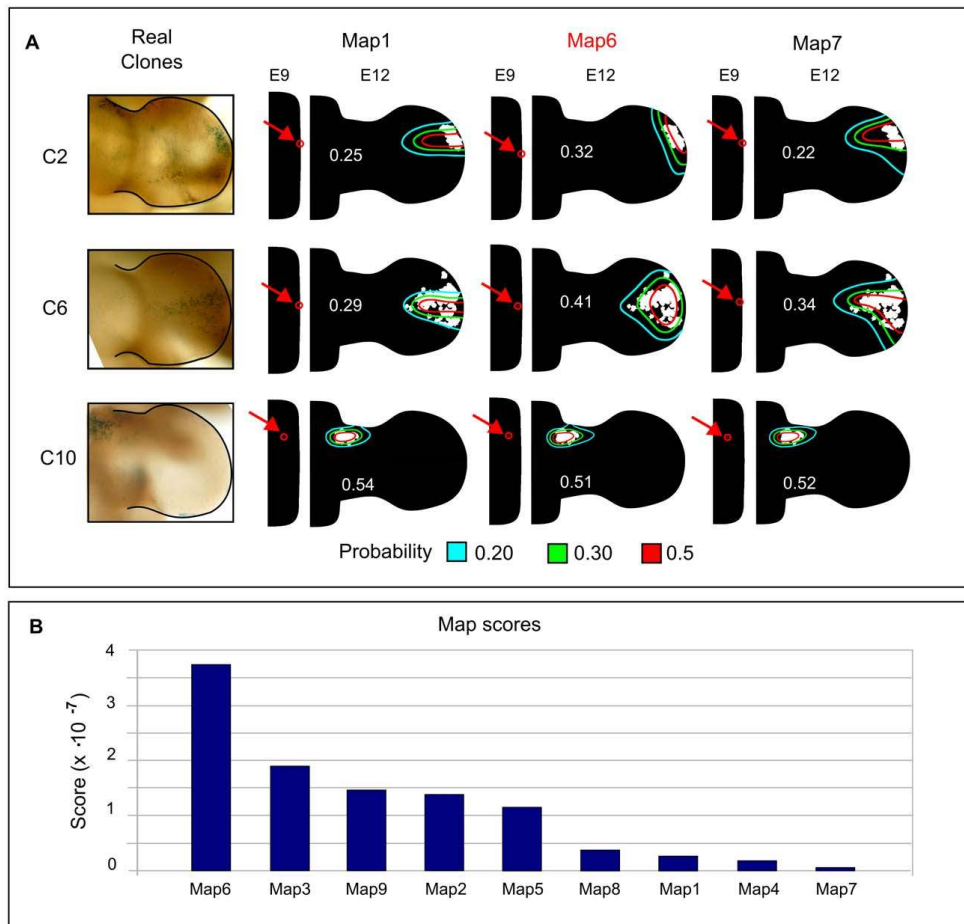 A
Real
Clones
Map1
Map6
Map7
E9 E12 E9 E12 E9 E12
C2
0.25
0.32
0.22
C6
0.29
0.41
0.34
C10
0.54
0.51
0.52
Probability 0.20 0.30 0.5
B
Map scores
Score (x ·10 -7)
4
3
2
1
0
Map6 Map3 Map9 Map2 Map5 Map8 Map1 Map4 Map7